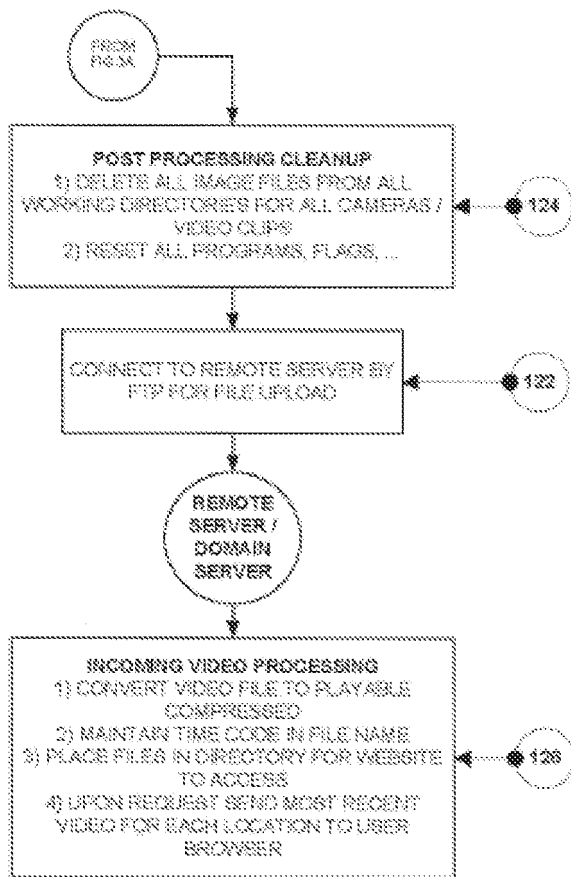 FROM
FIG.3A
POST PROCESSING CLEANUP
1) DELETE ALL IMAGE FILES FROM ALL
WORKING DIRECTORIES FOR ALL CAMERAS /
VIDEO CLIPS
2) RESET ALL PROGRAMS, FLAGS, ...
124
CONNECT TO REMOTE SERVER BY
FTP FOR FILE UPLOAD
122
REMOTE
SERVER /
DOMAIN
SERVER
INCOMING VIDEO PROCESSING
1) CONVERT VIDEO FILE TO PLAYABLE
COMPRESSED
2) MAINTAIN TIME CODE IN FILE NAME
3) PLACE FILES IN DIRECTORY FOR WEBSITE
TO ACCESS
4) UPON REQUEST SEND MOST RECENT
VIDEO FOR EACH LOCATION TO USER
BROWSER
126